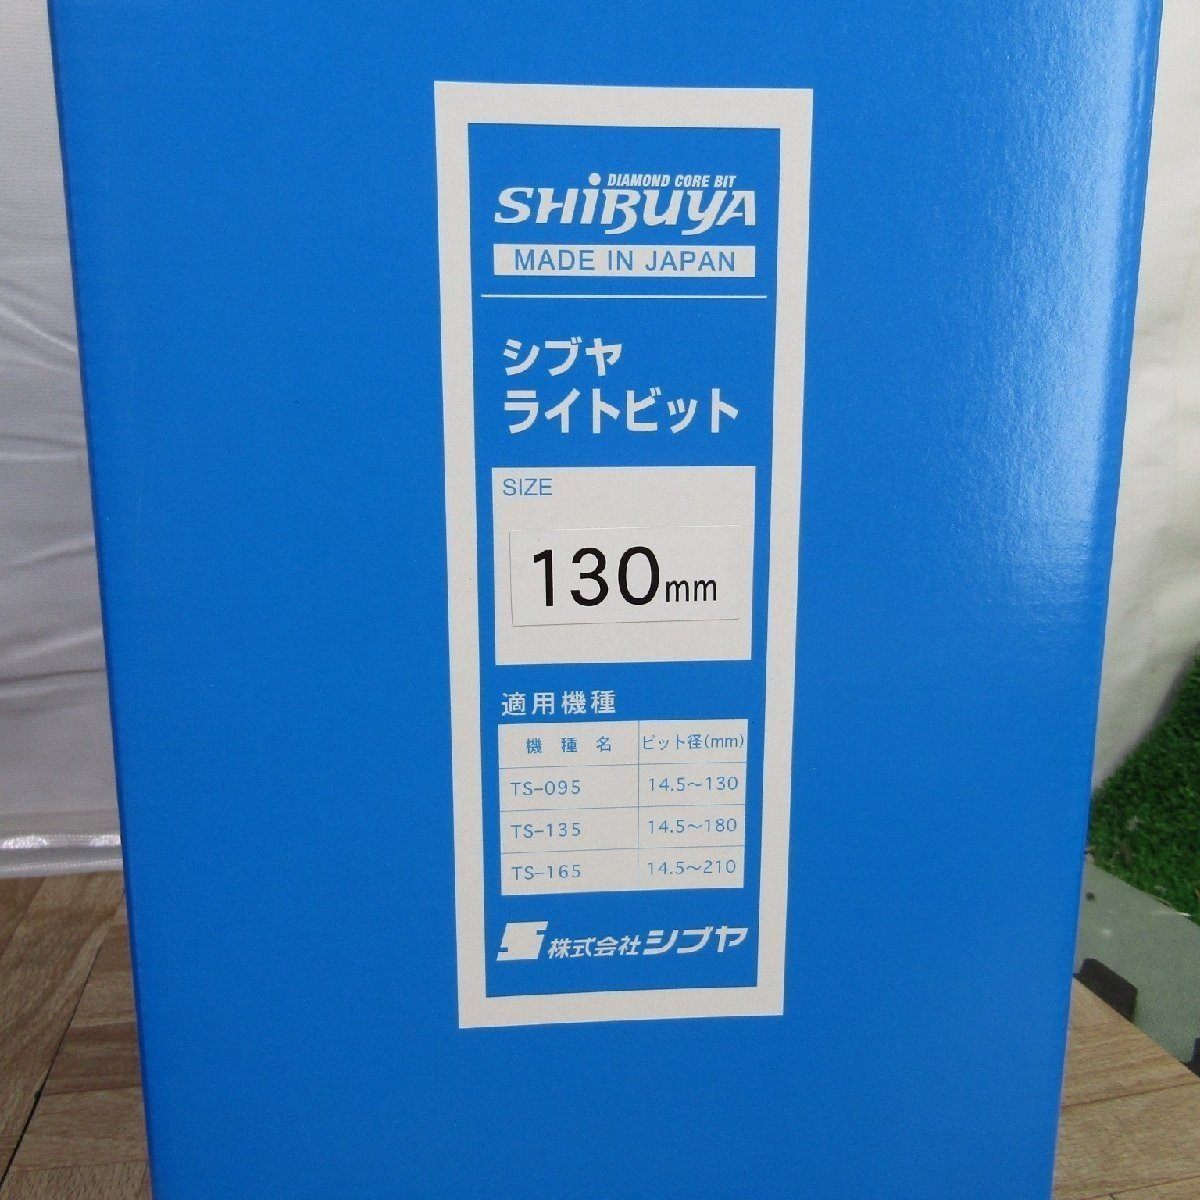 DIAMOND CORE BIT
SHiBUYA
MADE IN JAPAN
シブヤ
ライトビット
SIZE
130mm
適用機種
機種名 ビット径(mm)
TS-095 14.5～130
TS-135 14.5～180
TS-165 14.5～210
株式会社シブヤ